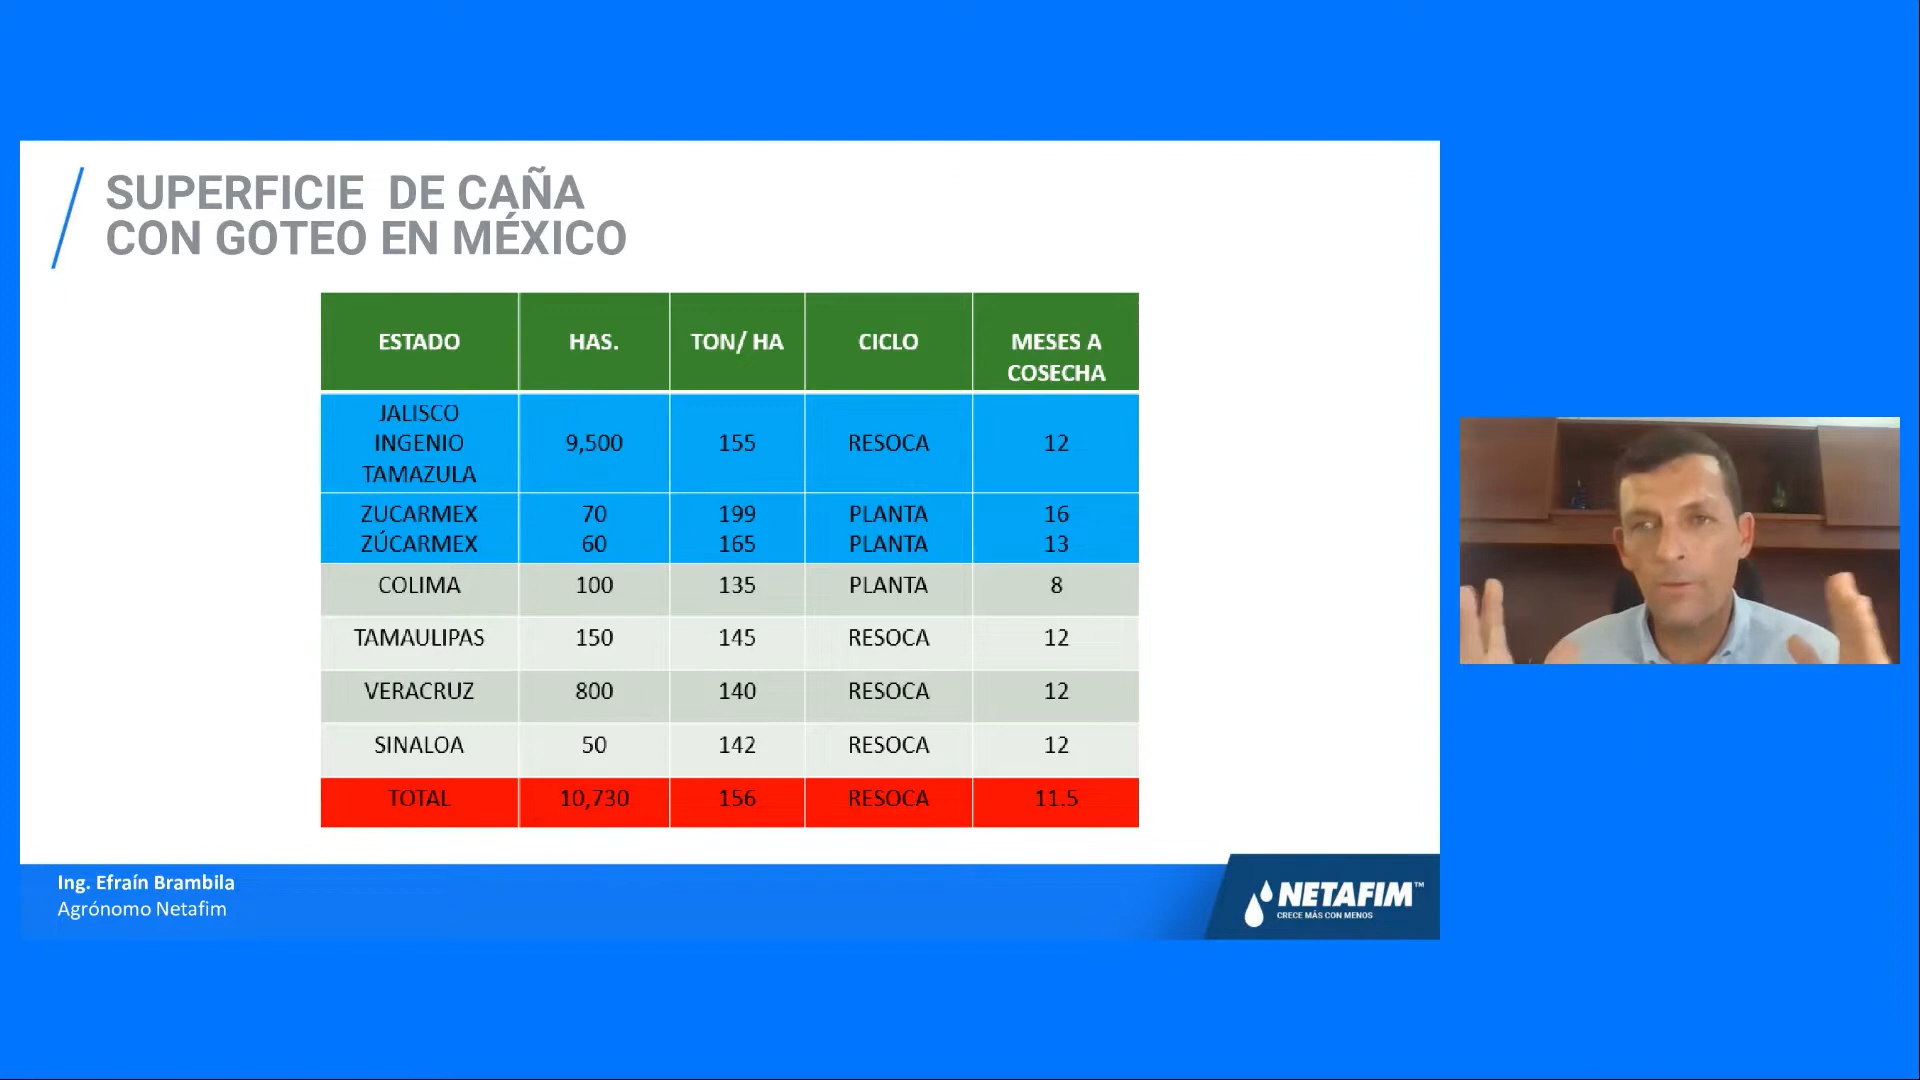 SUPERFICIE DE CAÑA
CON GOTEO EN MÉXICO
ESTADO HAS. TON/ HA CICLO MESES A COSECHA
JALISCO
INGENIO
TAMAZULA
9,500 155 RESOCA 12
ZUCARMEX 70 199 PLANTA 16
ZÚCARMEX 60 165 PLANTA 13
COLIMA 100 135 PLANTA 8
TAMAULIPAS 150 145 RESOCA 12
VERACRUZ 800 140 RESOCA 12
SINALOA 50 142 RESOCA 12
TOTAL 10,730 156 RESOCA 11.5
Ing. Efraín Brambila
Agrónomo Netafim
NETAFIM™
CRECE MÁS CON MENOS